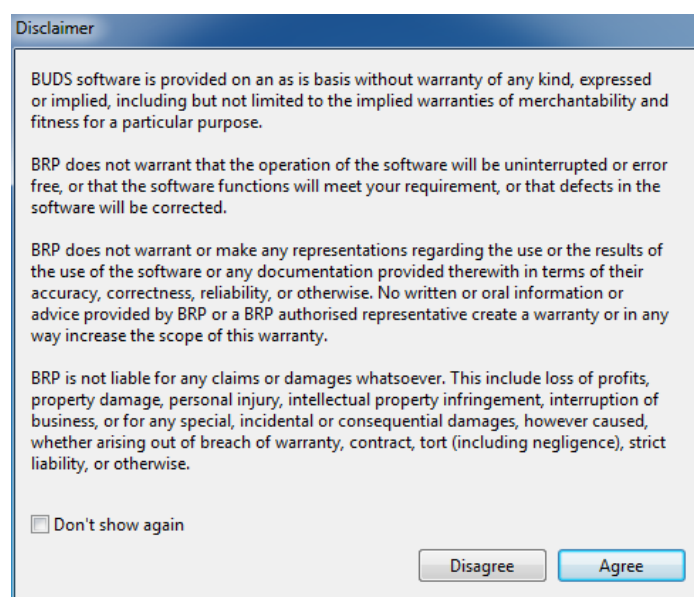 Disclaimer
BUDS software is provided on an as is basis without warranty of any kind, expressed
or implied, including but not limited to the implied warranties of merchantability and
fitness for a particular purpose.
BRP does not warrant that the operation of the software will be uninterrupted or error
free, or that the software functions will meet your requirement, or that defects in the
software will be corrected.
BRP does not warrant or make any representations regarding the use or the results of
the use of the software or any documentation provided therewith in terms of their
accuracy, correctness, reliability, or otherwise. No written or oral information or
advice provided by BRP or a BRP authorised representative create a warranty or in any
way increase the scope of this warranty.
BRP is not liable for any claims or damages whatsoever. This include loss of profits,
property damage, personal injury, intellectual property infringement, interruption of
business, or for any special, incidental or consequential damages, however caused,
whether arising out of breach of warranty, contract, tort (including negligence), strict
liability, or otherwise.
Don't show again
Disagree Agree